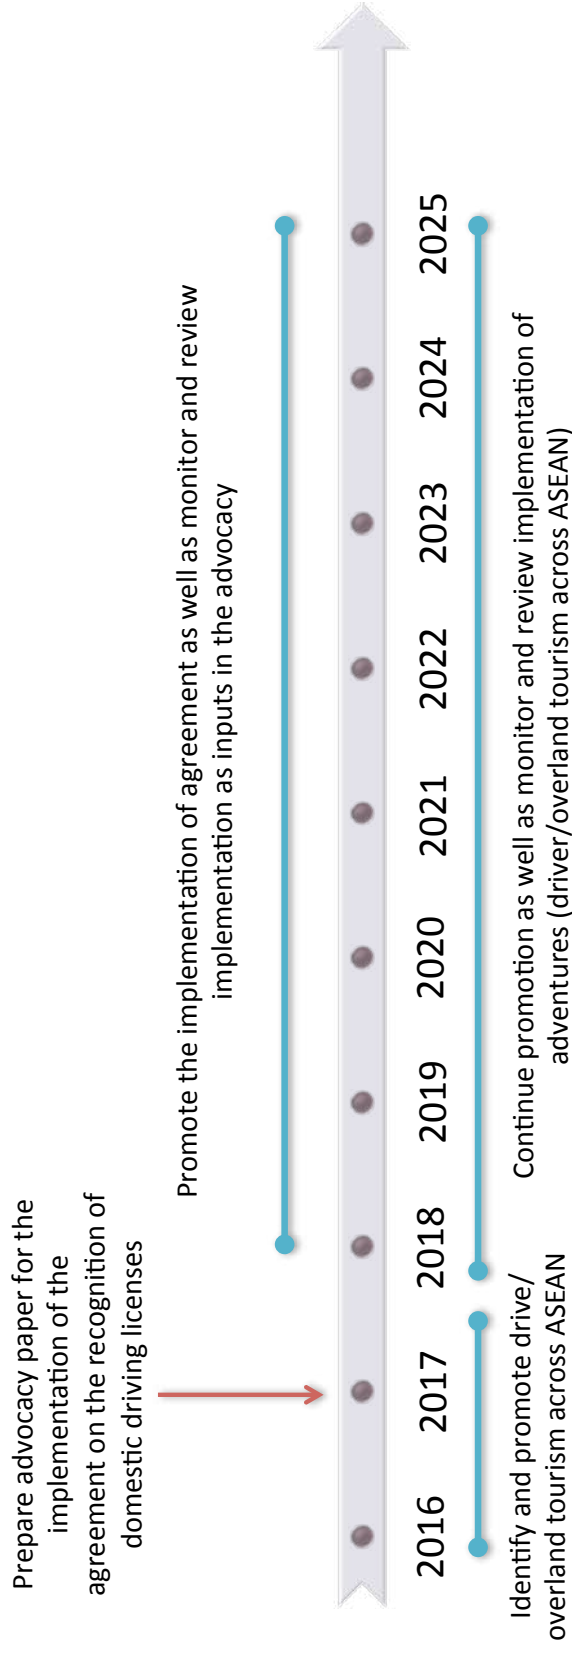 Prepare advocacy paper for the
implementation of the
agreement on the recognition of
domestic driving licenses
Promote the implementation of agreement as well as monitor and review
implementation as inputs in the advocacy
2016 2017 2018 2019 2020 2021 2022 2023 2024 2025
Identify and promote drive/
overland tourism across ASEAN
Continue promotion as well as monitor and review implementation of
adventures (driver/overland tourism across ASEAN)